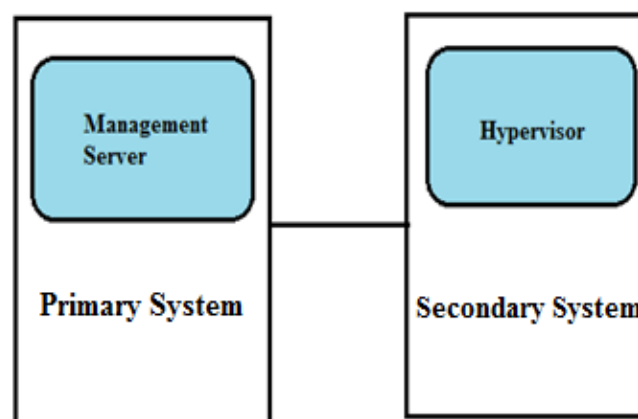 Management
Server
Primary System
Hypervisor
Secondary System